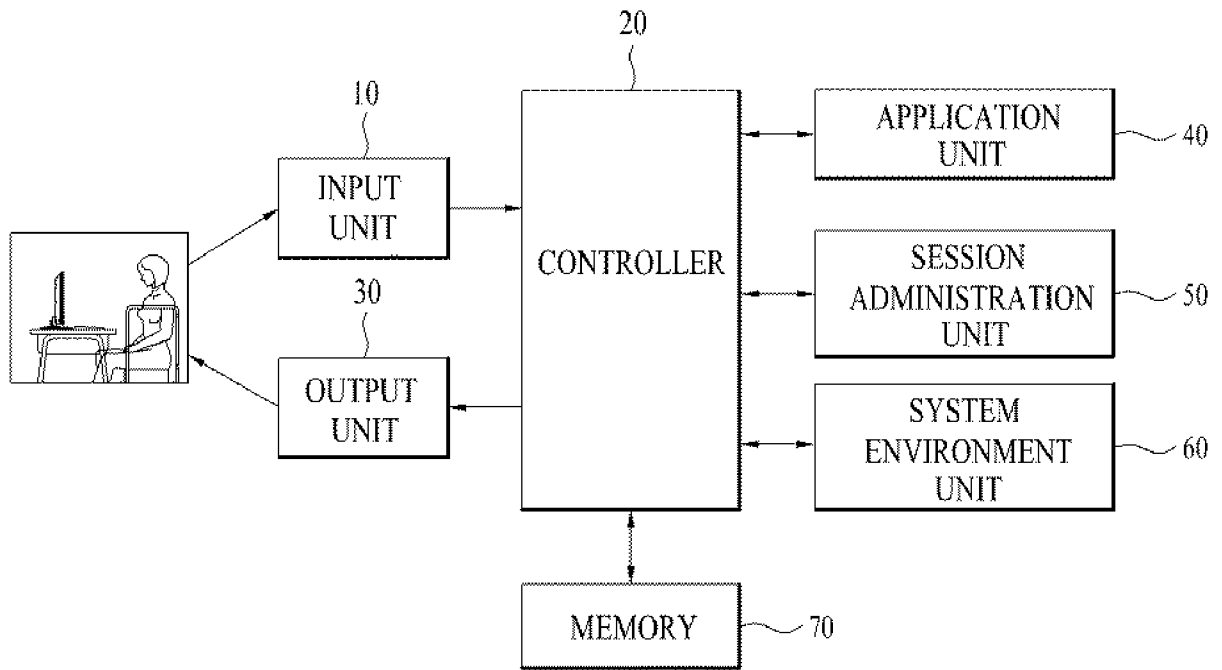 20
10
INPUT
UNIT
30
OUTPUT
UNIT
CONTROLLER
APPLICATION
UNIT
40
SESSION
ADMINISTRATION
UNIT
50
SYSTEM
ENVIRONMENT
UNIT
60
MEMORY
70